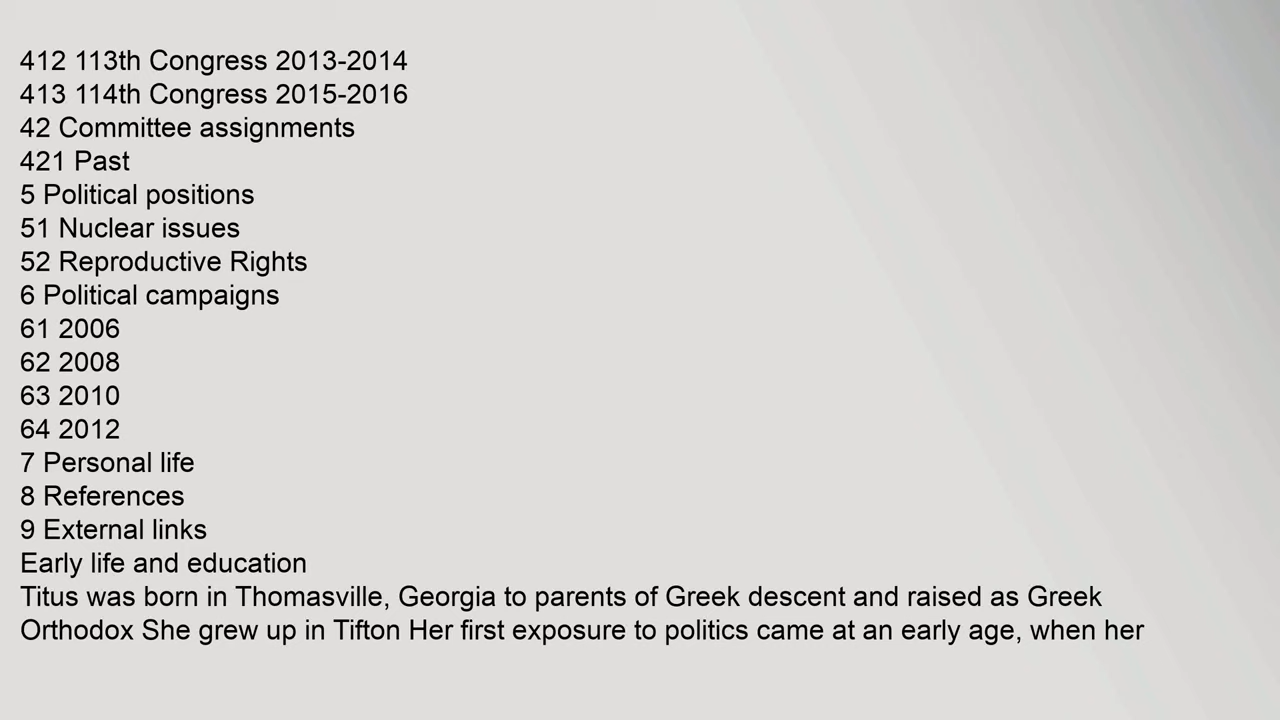 412 113th Congress 2013-2014
413 114th Congress 2015-2016
42 Committee assignments
421 Past
5 Political positions
51 Nuclear issues
52 Reproductive Rights
6 Political campaigns
61 2006
62 2008
63 2010
64 2012
7 Personal life
8 References
9 External links
Early life and education
Titus was born in Thomasville, Georgia to parents of Greek descent and raised as Greek
Orthodox She grew up in Tifton Her first exposure to politics came at an early age, when her